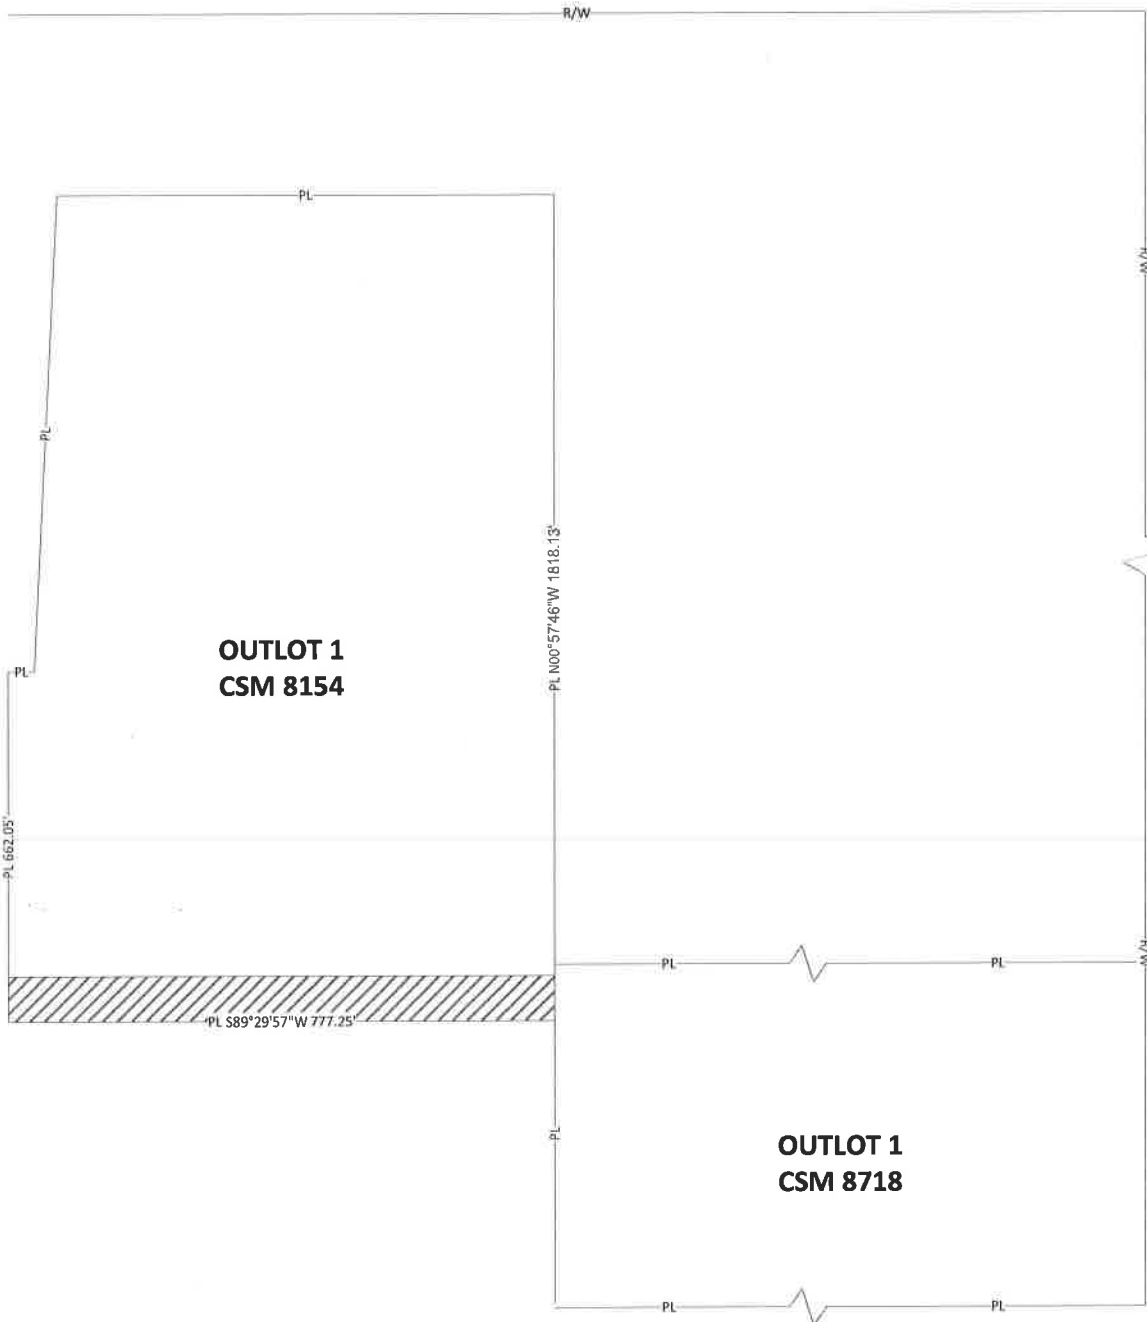 R/W
PL
R/W
PL
PL N00°57'46"W 1818.13'
OUTLOT 1
CSM 8154
PL
PL 662.05'
R/W
PL
PL
PL S89°29'57"W 777.25'
PL
OUTLOT 1
CSM 8718
PL
PL